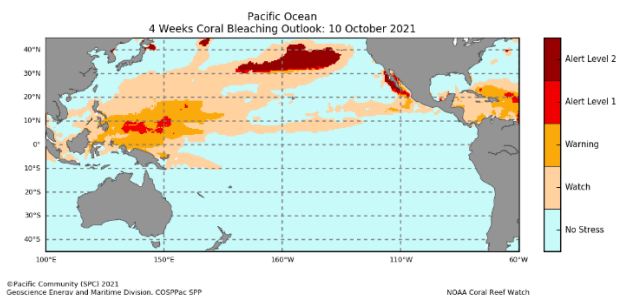 Pacific Ocean
4 Weeks Coral Bleaching Outlook: 10 October 2021
40°N
30°N
20°N
10°N
0°
10°S
20°S
30°S
40°S
100°E
150°E
160°W
110°W
60°W
Alert Level 2
Alert Level 1
Warning
Watch
No Stress
©Pacific Community (SPC) 2021
Geoscience Energy and Maritime Division, COSPPac SPP
NOAA Coral Reef Watch